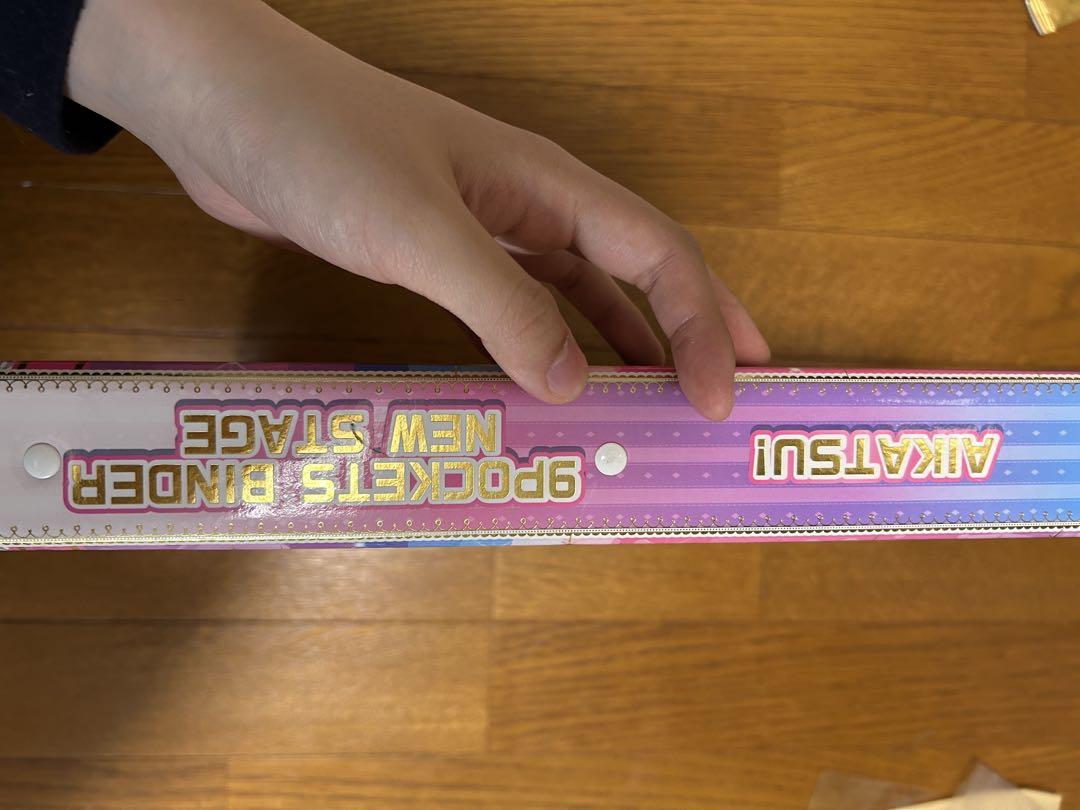 AIKATSU!
9POCKETS BINDER
NEW STAGE